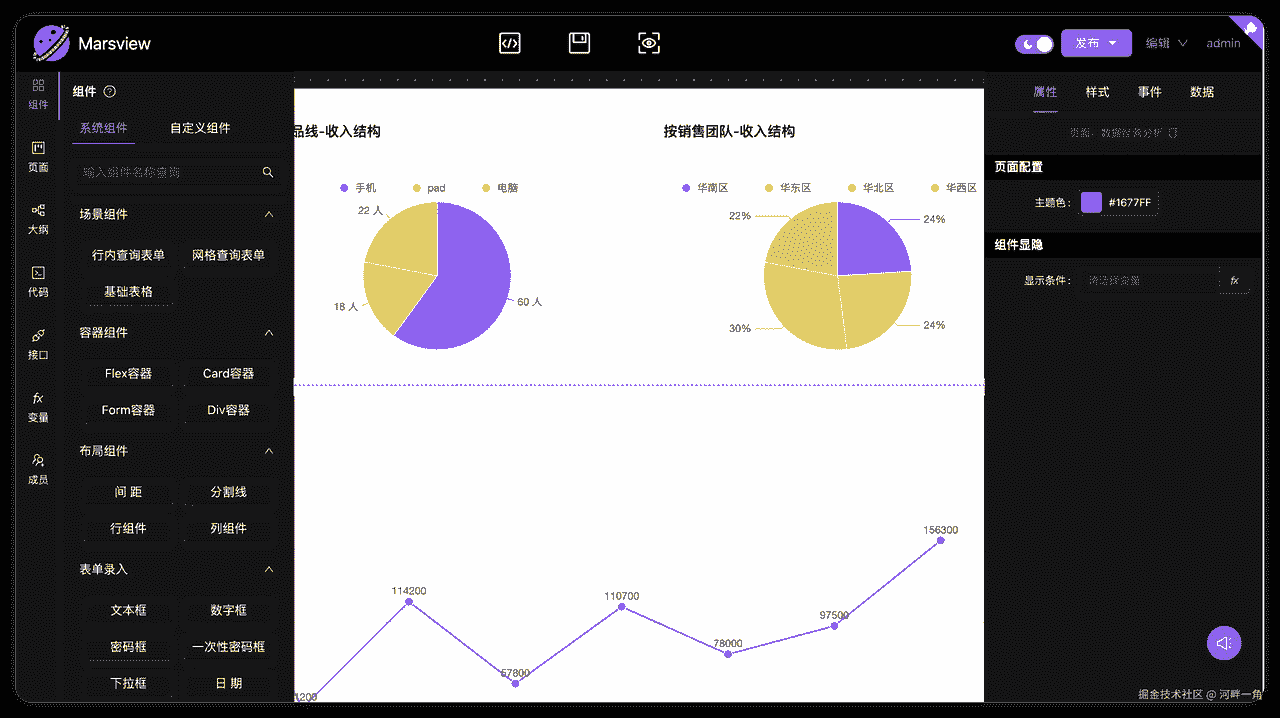 Marsview
发布
编辑
admin
组件
页面
大纲
代码
接口
变量
成员
组件
系统组件 自定义组件
输入组件名称查询
场景组件
行内查询表单 网格查询表单
基础表格
容器组件
Flex容器 Card容器
Form容器 Div容器
布局组件
间 距 分割线
行组件 列组件
表单录入
文本框 数字框
密码框 一次性密码框
下拉框 日 期
品线-收入结构
手机 pad 电脑
22 人
18 人
60 人
按销售团队-收入结构
华南区 华东区 华北区 华西区
22% 24%
30% 24%
1200
114200
57800
110700
78000
97500
156300
属性 样式 事件 数据
页面配置
主题色: #1677FF
组件显隐
显示条件: fx
掘金技术社区 @ 河畔一角